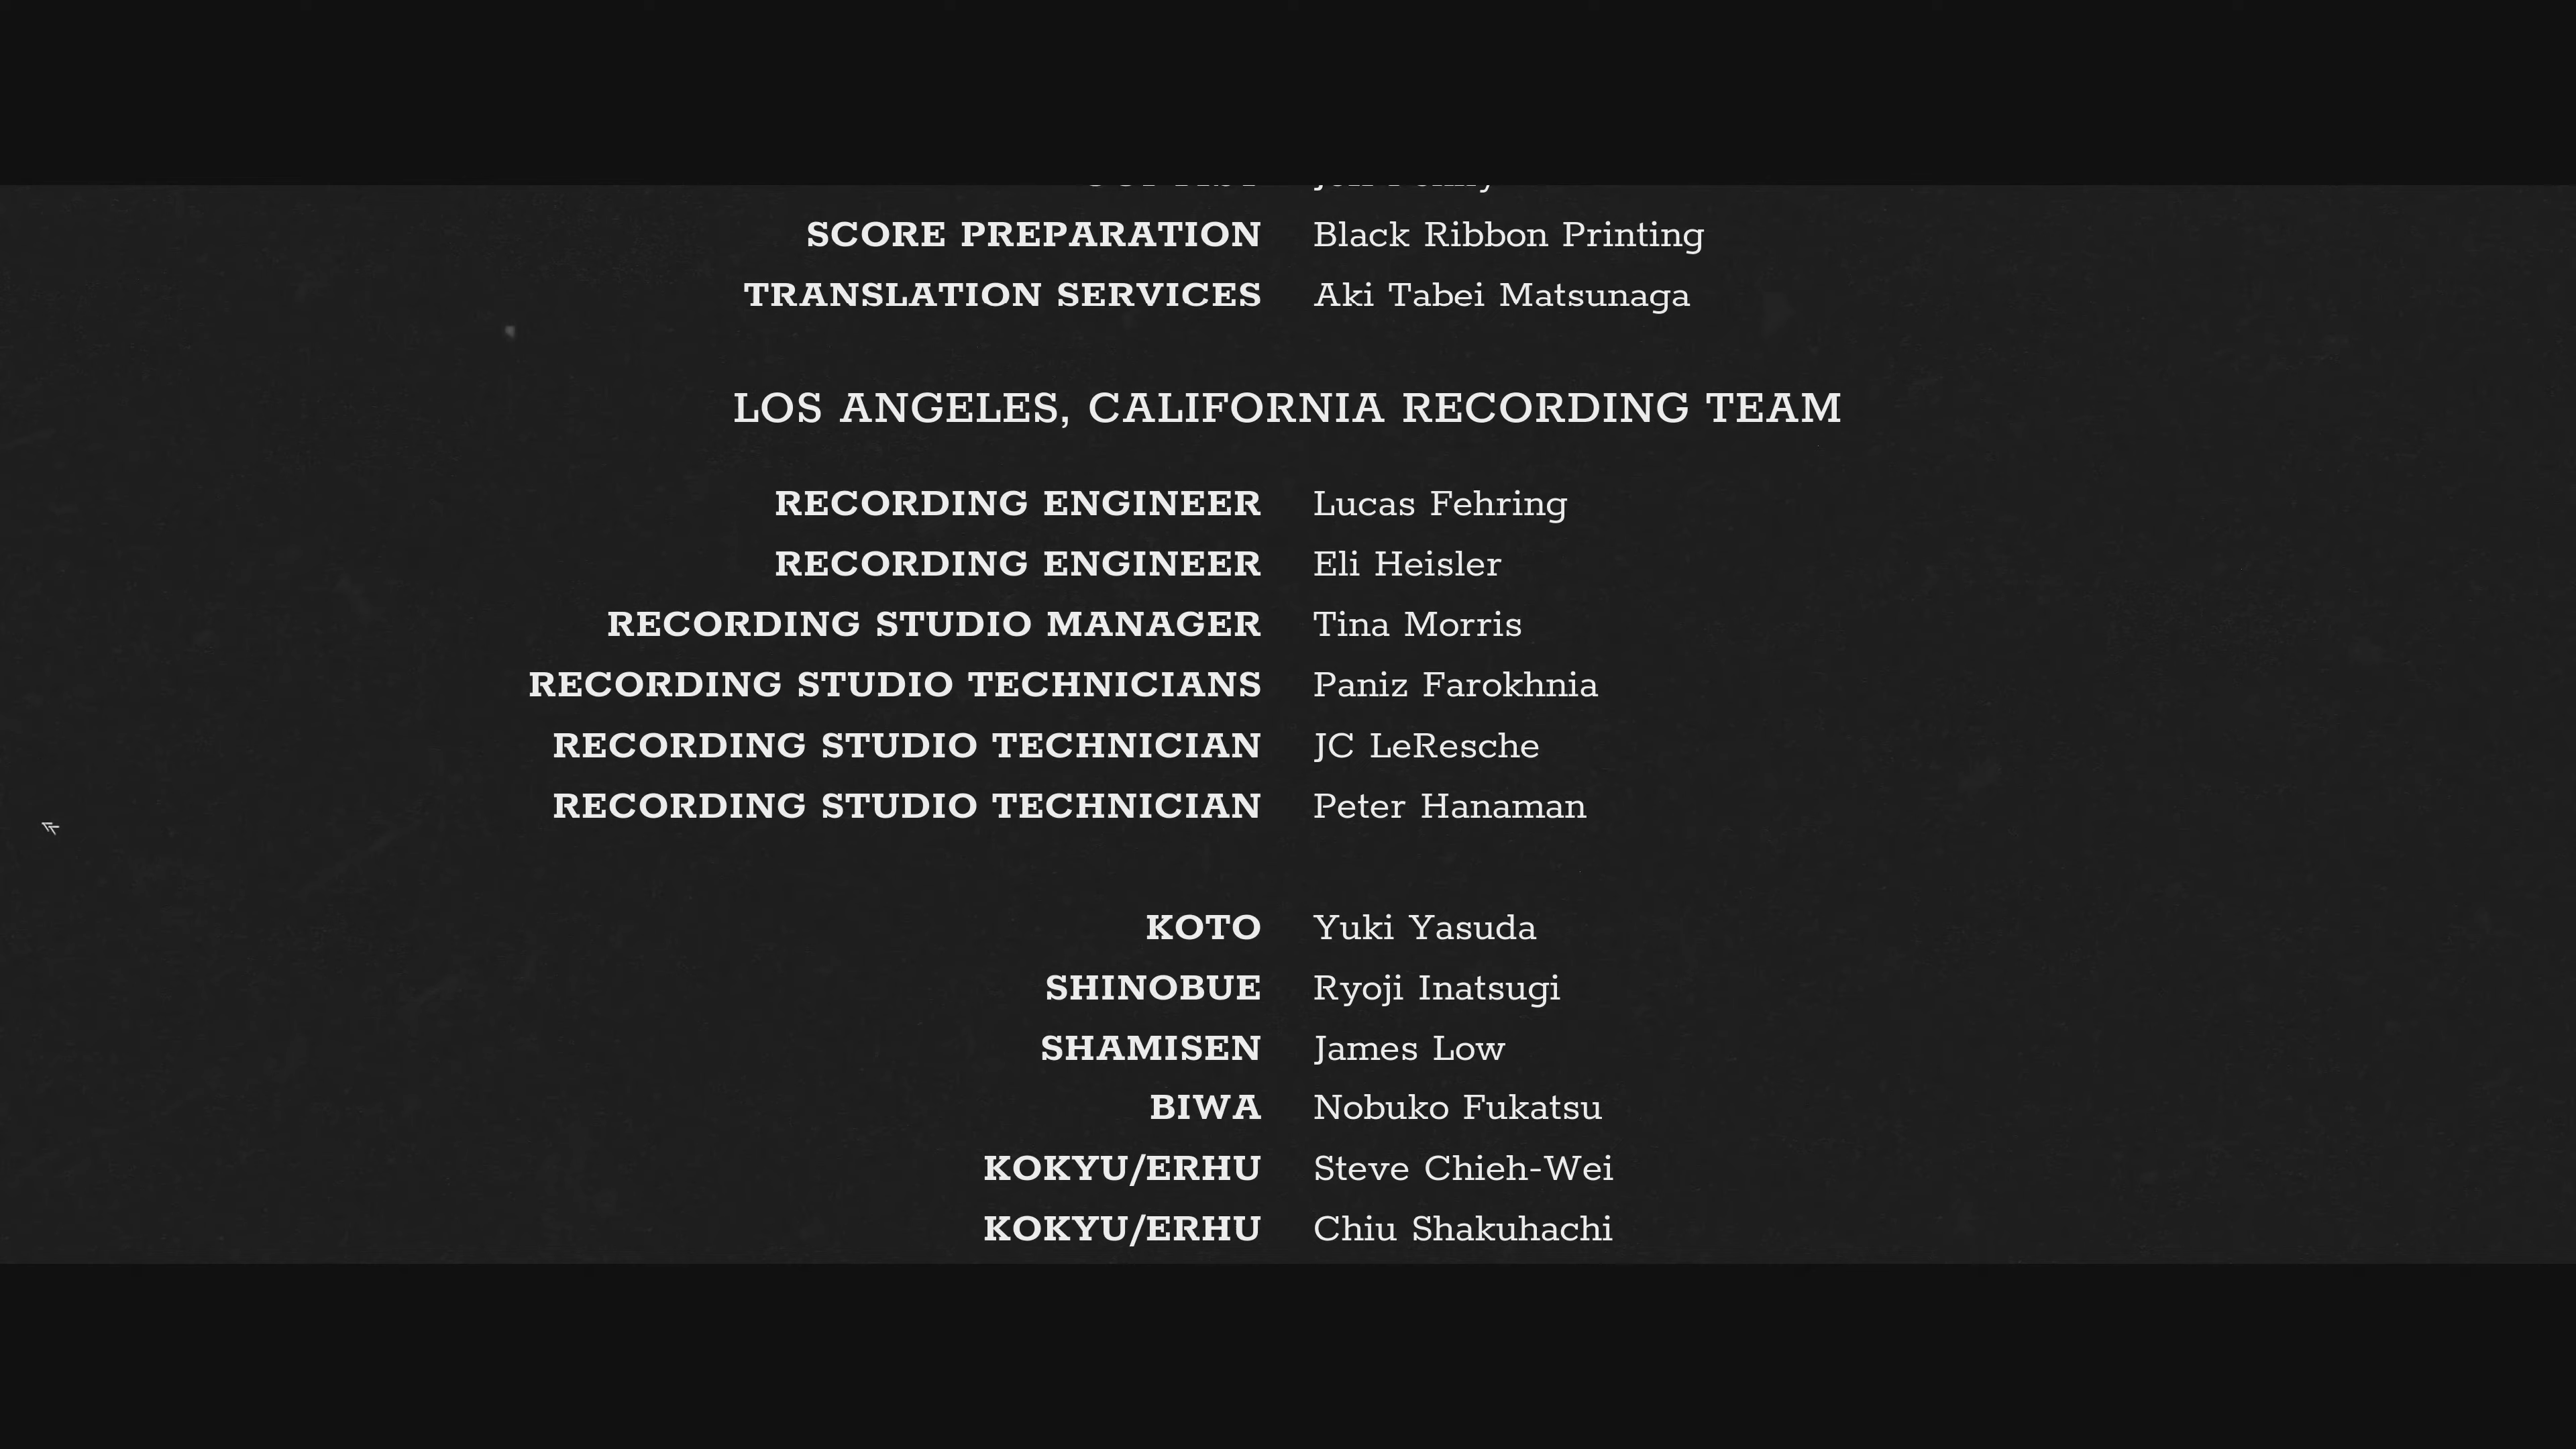 SCORE PREPARATION Black Ribbon Printing
TRANSLATION SERVICES Aki Tabei Matsunaga
LOS ANGELES, CALIFORNIA RECORDING TEAM
RECORDING ENGINEER Lucas Fehring
RECORDING ENGINEER Eli Heisler
RECORDING STUDIO MANAGER Tina Morris
RECORDING STUDIO TECHNICIANS Paniz Farokhnia
RECORDING STUDIO TECHNICIAN JC LeResche
RECORDING STUDIO TECHNICIAN Peter Hanaman
KOTO Yuki Yasuda
SHINOBUE Ryoji Inatsugi
SHAMISEN James Low
BIWA Nobuko Fukatsu
KOKYU/ERHU Steve Chieh-Wei
KOKYU/ERHU Chiu Shakuhachi